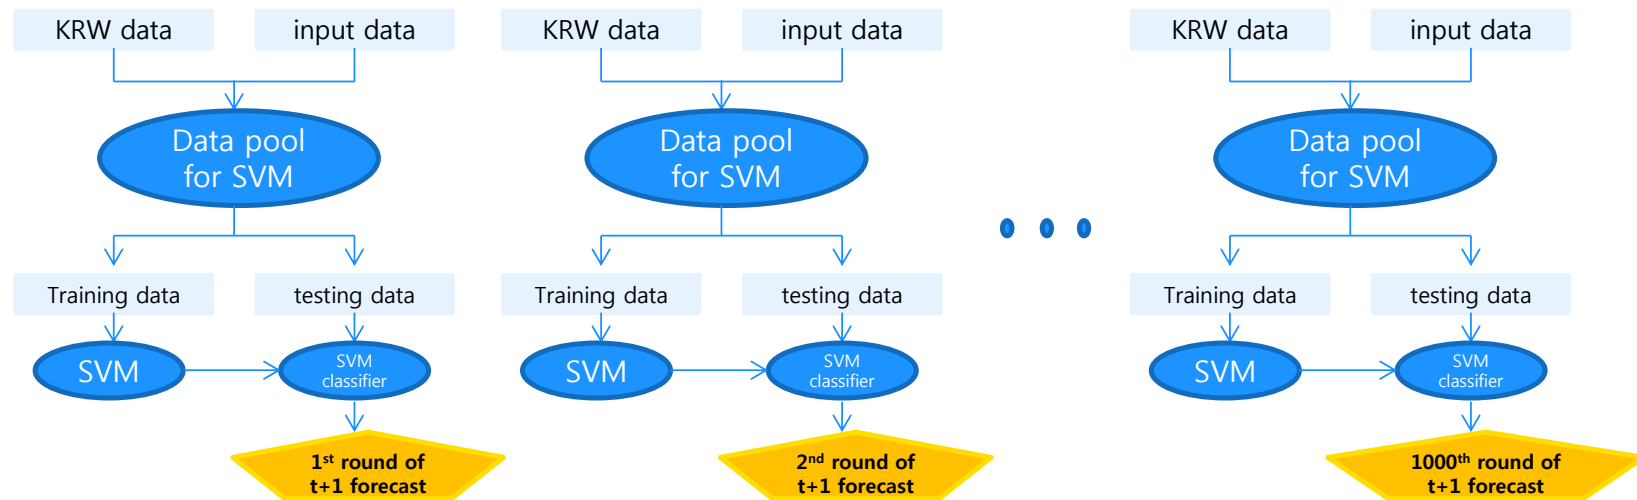 KRW data
input data
Data pool
for SVM
Training data
testing data
SVM
SVM
classifier
1st round of
t+1 forecast
KRW data
input data
Data pool
for SVM
Training data
testing data
SVM
SVM
classifier
2nd round of
t+1 forecast
KRW data
input data
Data pool
for SVM
Training data
testing data
SVM
SVM
classifier
1000th round of
t+1 forecast